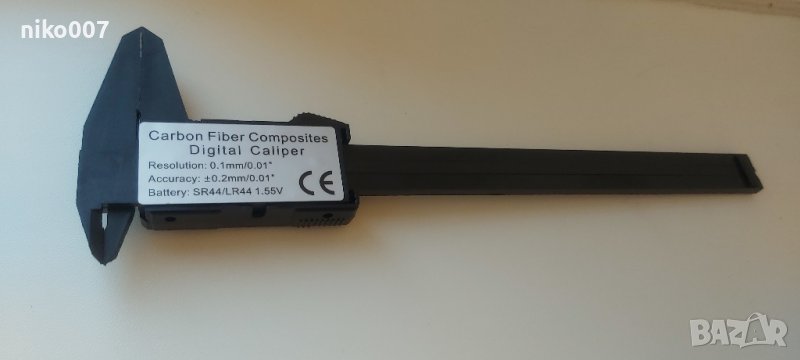 niko007
Carbon Fiber Composites
Digital Caliper
Resolution: 0.1mm/0.01"
Accuracy: ±0.2mm/0.01"
Battery: SR44/LR44 1.55V
CE
BAZAR